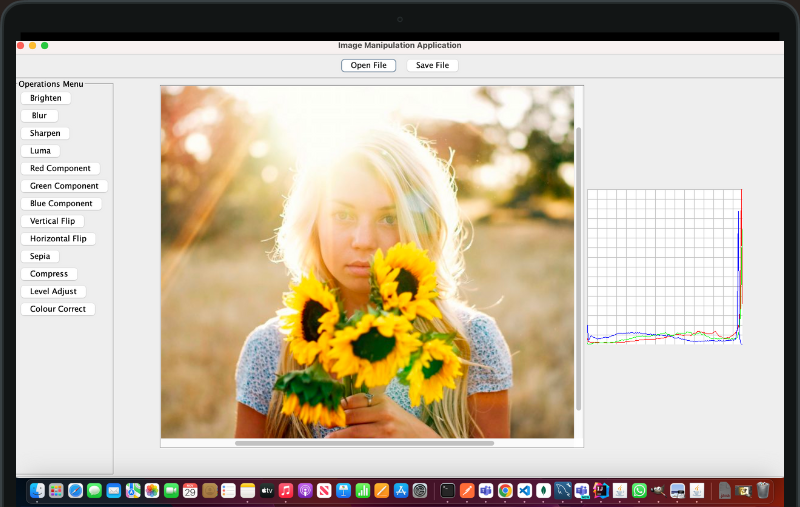 Image Manipulation Application
Open File
Save File
Operations Menu
Brighten
Blur
Sharpen
Luma
Red Component
Green Component
Blue Component
Vertical Flip
Horizontal Flip
Sepia
Compress
Level Adjust
Colour Correct
29
tv